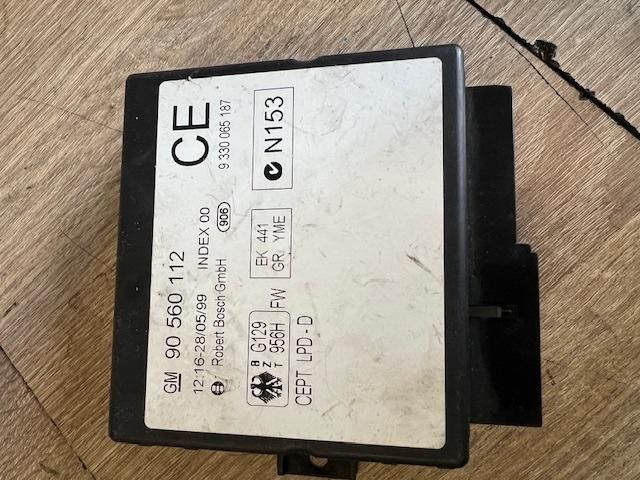 GM 90 560 112
12:16-28/05/99 INDEX 00
Robert Bosch GmbH 906
CE
9 330 065 187
B Z T G129 956H FW
EK 441
GR YME
N153
CEPT LPD-D